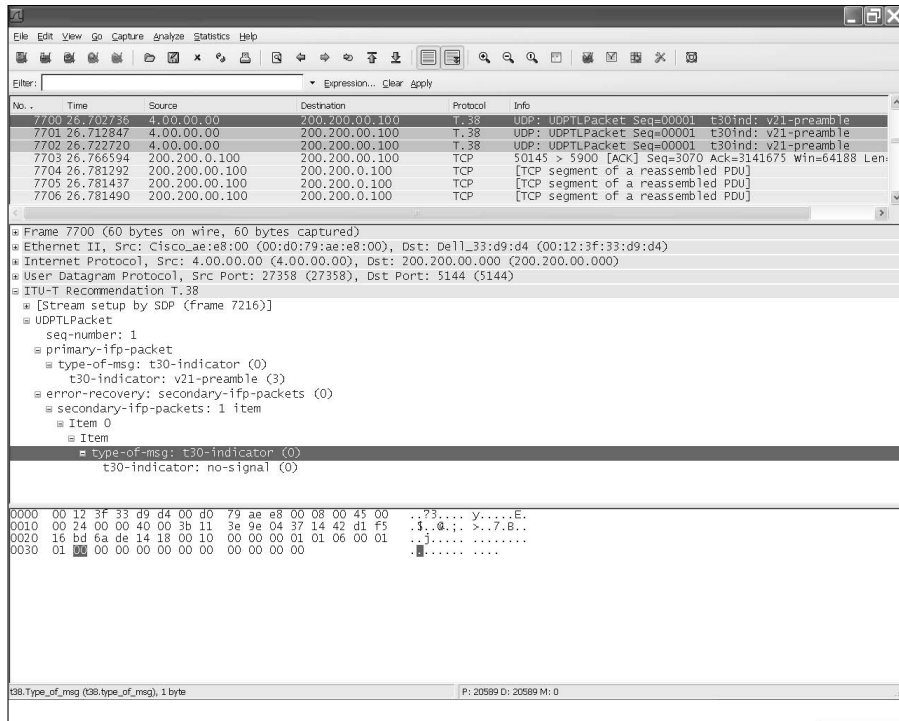 File Edit View Go Capture Analyze Statistics Help
Filter: Expression... Clear Apply
No. . Time Source Destination Protocol Info
7700 26.702736 4.00.00.00 200.200.00.100 T.38 UDP: UDPTLPacket Seq=00001 t30ind: v21-preamble
7701 26.712847 4.00.00.00 200.200.00.100 T.38 UDP: UDPTLPacket Seq=00001 t30ind: v21-preamble
7702 26.722720 4.00.00.00 200.200.00.100 T.38 UDP: UDPTLPacket Seq=00001 t30ind: v21-preamble
7703 26.766594 200.200.0.100 200.200.00.100 TCP 50145 > 5900 [ACK] Seq=3070 Ack=3141675 Win=64188 Len=
7704 26.781292 200.200.00.100 200.200.0.100 TCP [TCP segment of a reassembled PDU]
7705 26.781437 200.200.00.100 200.200.0.100 TCP [TCP segment of a reassembled PDU]
7706 26.781490 200.200.00.100 200.200.0.100 TCP [TCP segment of a reassembled PDU]
Frame 7700 (60 bytes on wire, 60 bytes captured)
Ethernet II, Src: Cisco_ae:e8:00 (00:d0:79:ae:e8:00), Dst: Dell_33:d9:d4 (00:12:3f:33:d9:d4)
Internet Protocol, Src: 4.00.00.00 (4.00.00.00), Dst: 200.200.00.000 (200.200.00.000)
User Datagram Protocol, Src Port: 27358 (27358), Dst Port: 5144 (5144)
ITU-T Recommendation T.38
[Stream setup by SDP (frame 7216)]
UDPTLPacket
seq-number: 1
primary-ifp-packet
type-of-msg: t30-indicator (0)
t30-indicator: v21-preamble (3)
error-recovery: secondary-ifp-packets (0)
secondary-ifp-packets: 1 item
Item 0
Item
type-of-msg: t30-indicator (0)
t30-indicator: no-signal (0)
0000 00 12 3f 33 d9 d4 00 d0 79 ae e8 00 08 00 45 00 ..?3.... y.....E.
0010 00 24 00 00 40 00 3b 11 3e 9e 04 37 14 42 d1 f5 .$..@.;. >..7.B..
0020 16 bd 6a de 14 18 00 10 00 00 00 01 01 06 00 01 ..j..... ........
0030 01 00 00 00 00 00 00 00 00 00 00 00 ........ ....
t38.Type_of_msg (t38.type_of_msg), 1 byte P: 20589 D: 20589 M: 0